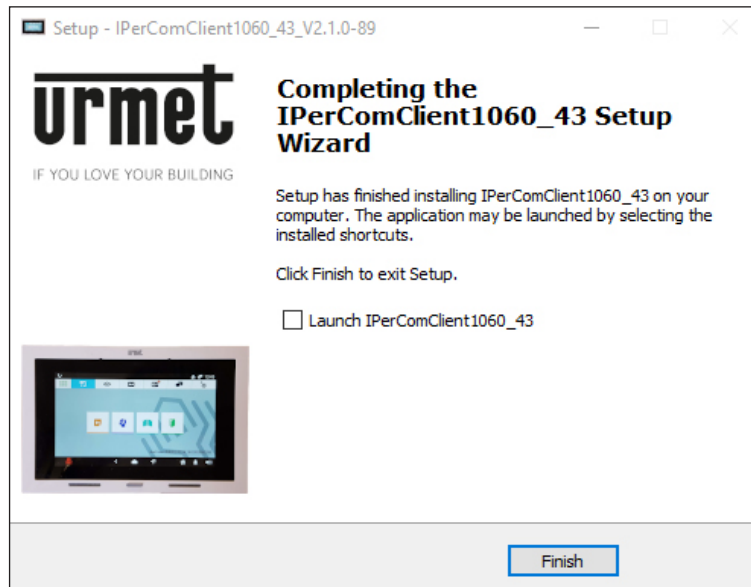 Setup - IPerComClient1060_43_V2.1.0-89
urmet
IF YOU LOVE YOUR BUILDING
Completing the
IPerComClient1060_43 Setup
Wizard
Setup has finished installing IPerComClient1060_43 on your
computer. The application may be launched by selecting the
installed shortcuts.
Click Finish to exit Setup.
Launch IPerComClient1060_43
Finish